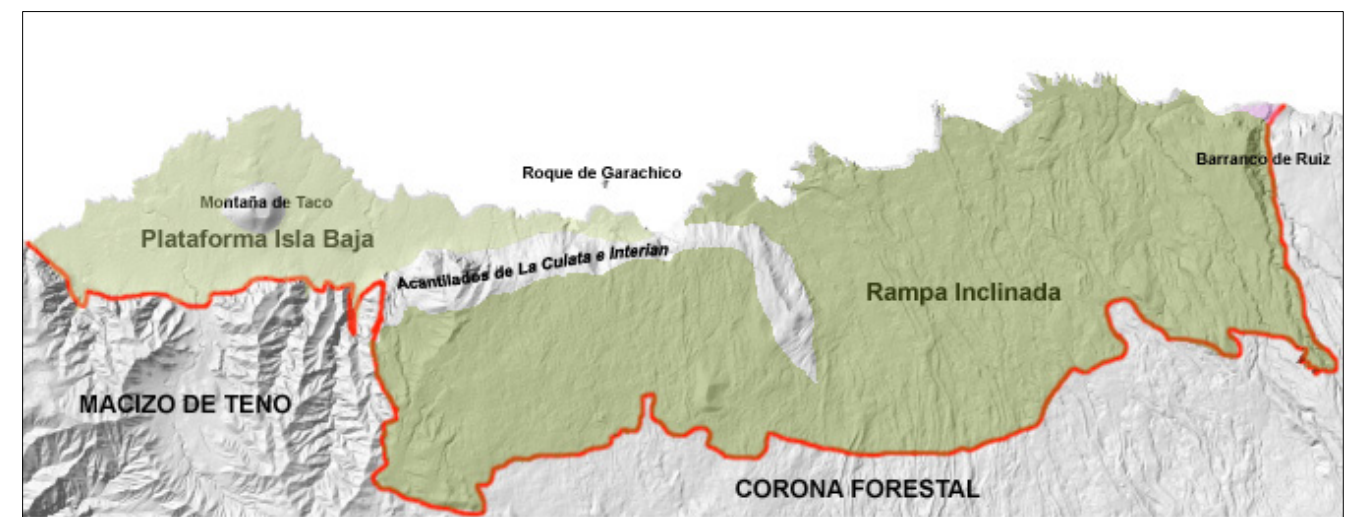 Barranco de Ruiz
Roque de Garachico
Montaña de Taco
Plataforma Isla Baja
Acantilados de La Culata e Interian
Rampa Inclinada
MACIZO DE TENO
CORONA FORESTAL